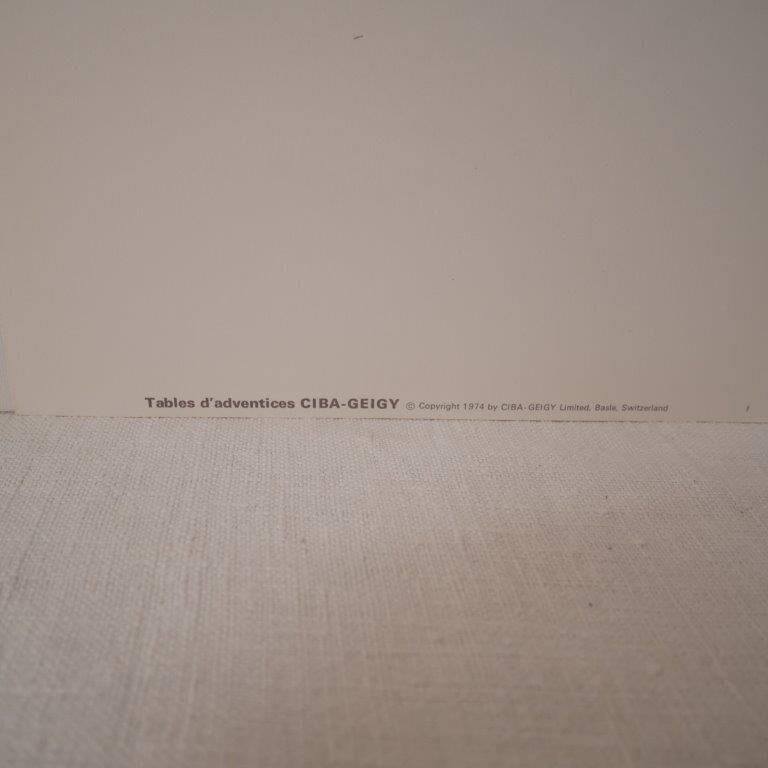 Tables d'adventices CIBA-GEIGY © Copyright 1974 by CIBA-GEIGY Limited, Basle, Switzerland f